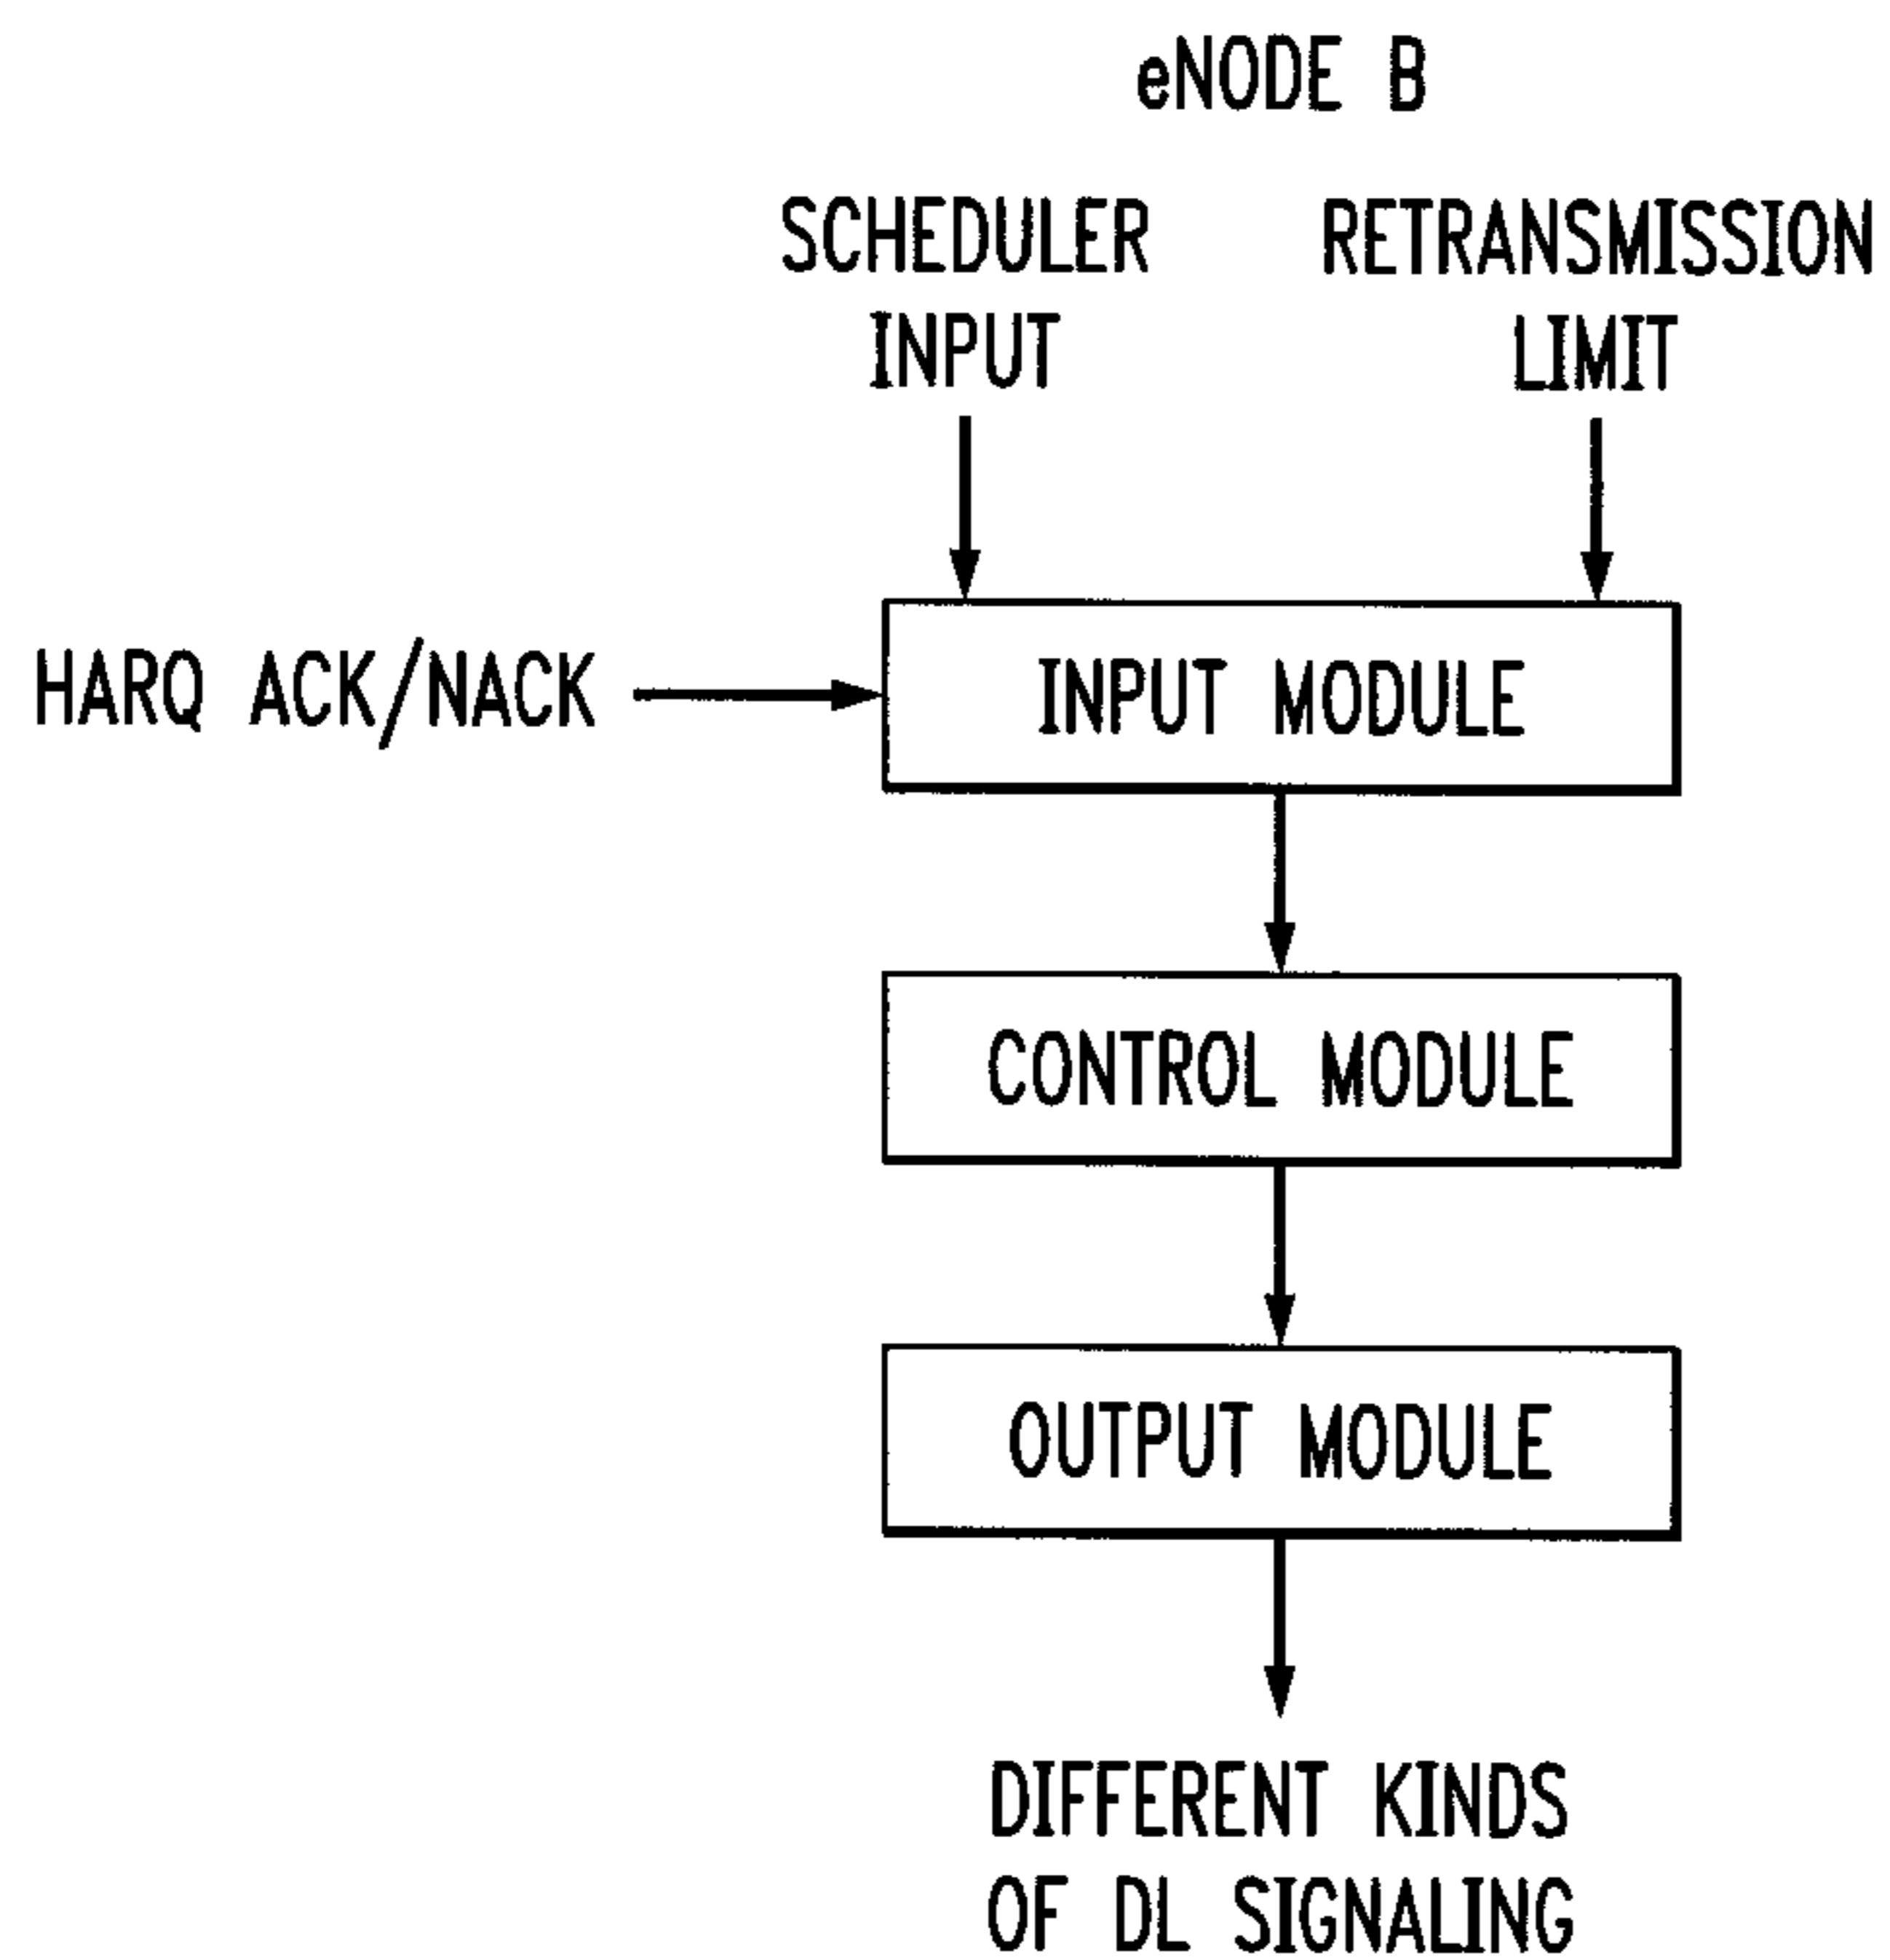 eNODE B
SCHEDULER
INPUT
RETRANSMISSION
LIMIT
HARQ ACK/NACK
INPUT MODULE
CONTROL MODULE
OUTPUT MODULE
DIFFERENT KINDS
OF DL SIGNALING